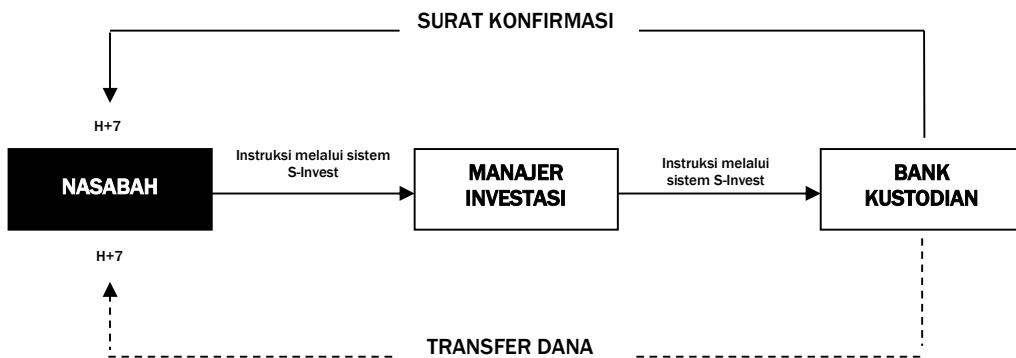 SURAT KONFIRMASI
H+7
NASABAH
Instruksi melalui sistem
S-Invest
MANAJER
INVESTASI
Instruksi melalui
sistem S-Invest
BANK
KUSTODIAN
H+7
TRANSFER DANA